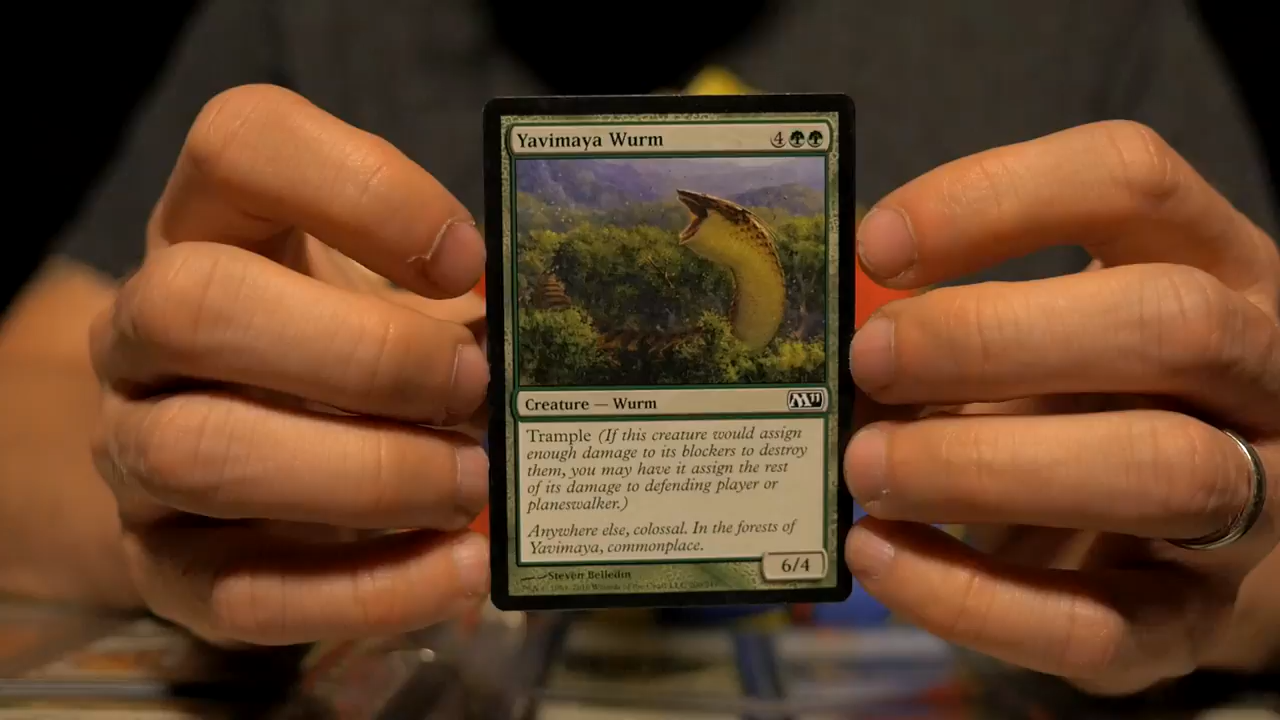 Yavimaya Wurm 4
Creature — Wurm
M11
Trample (If this creature would assign
enough damage to its blockers to destroy
them, you may have it assign the rest
of its damage to defending player or
planeswalker.)
Anywhere else, colossal. In the forests of
Yavimaya, commonplace.
6/4
Steven Belledin